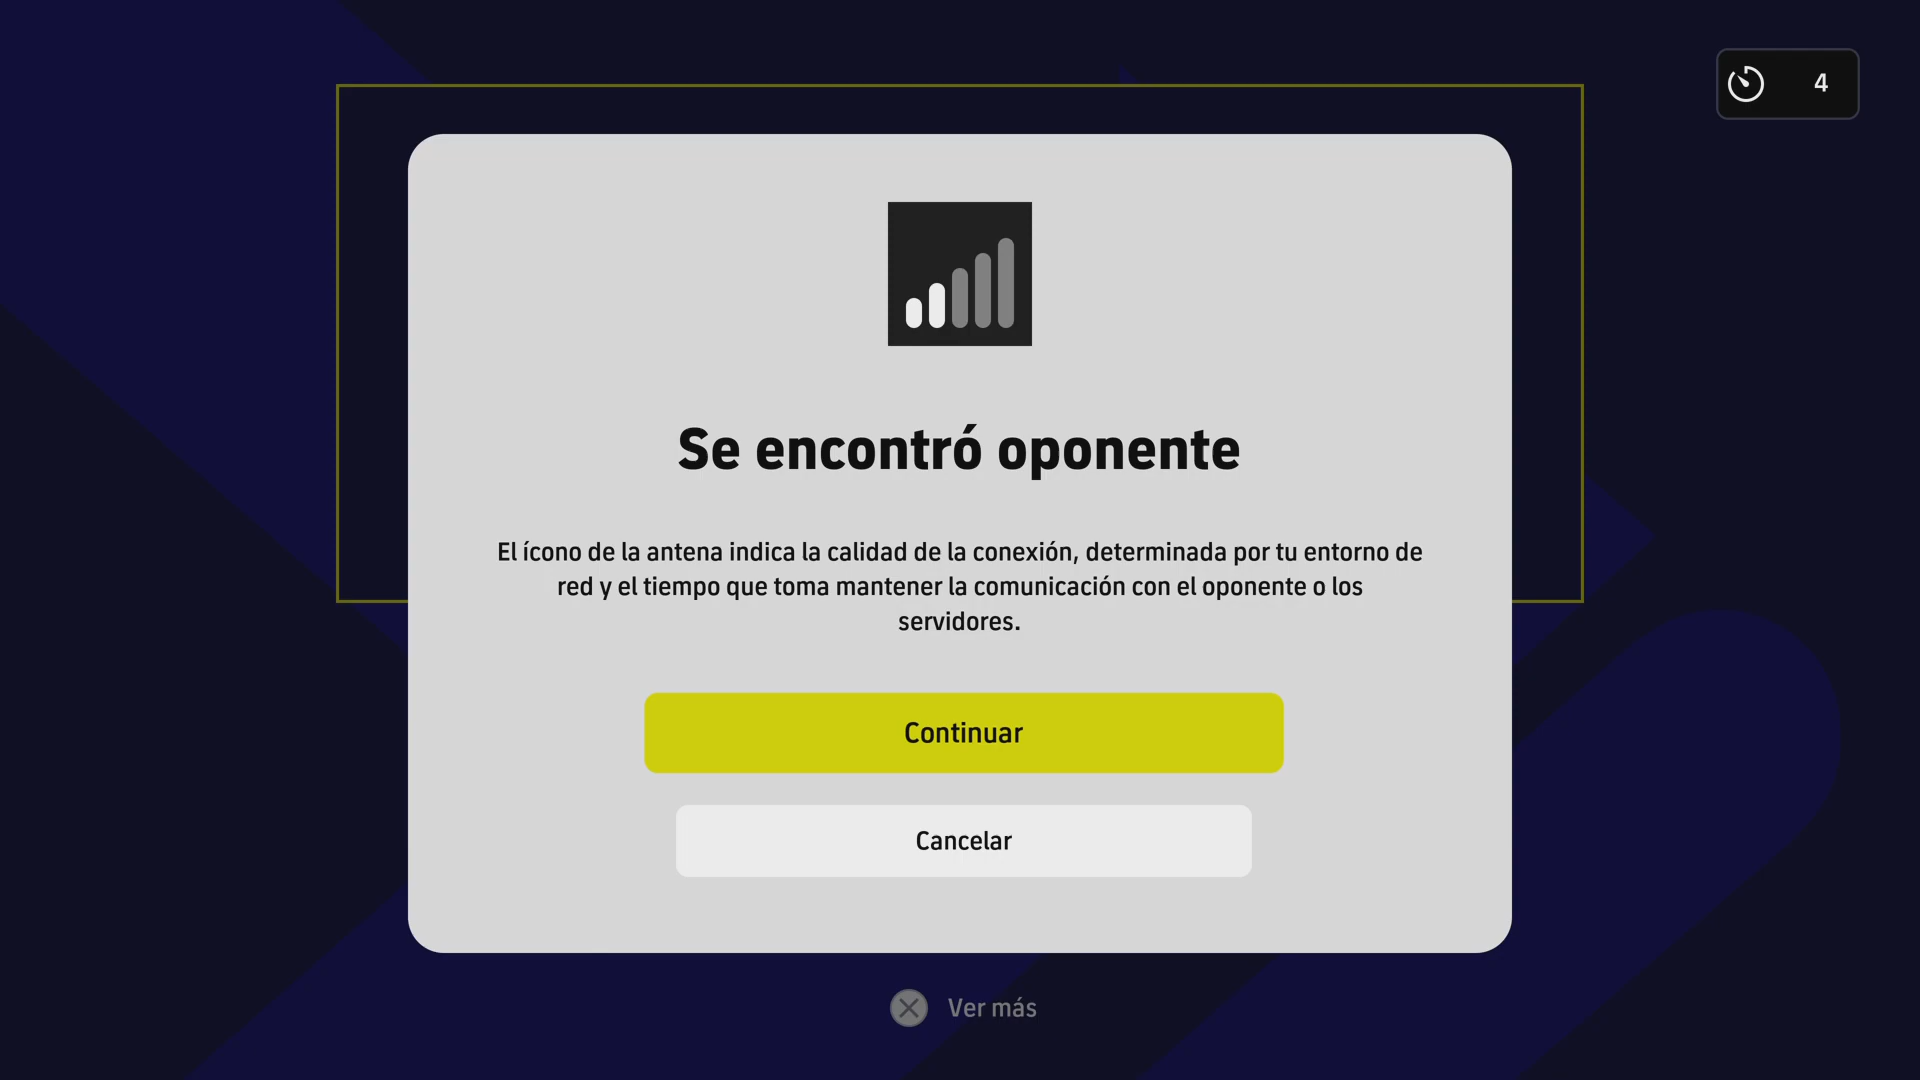 4
Se encontró oponente
El ícono de la antena indica la calidad de la conexión, determinada por tu entorno de
red y el tiempo que toma mantener la comunicación con el oponente o los
servidores.
Continuar
Cancelar
Ver más